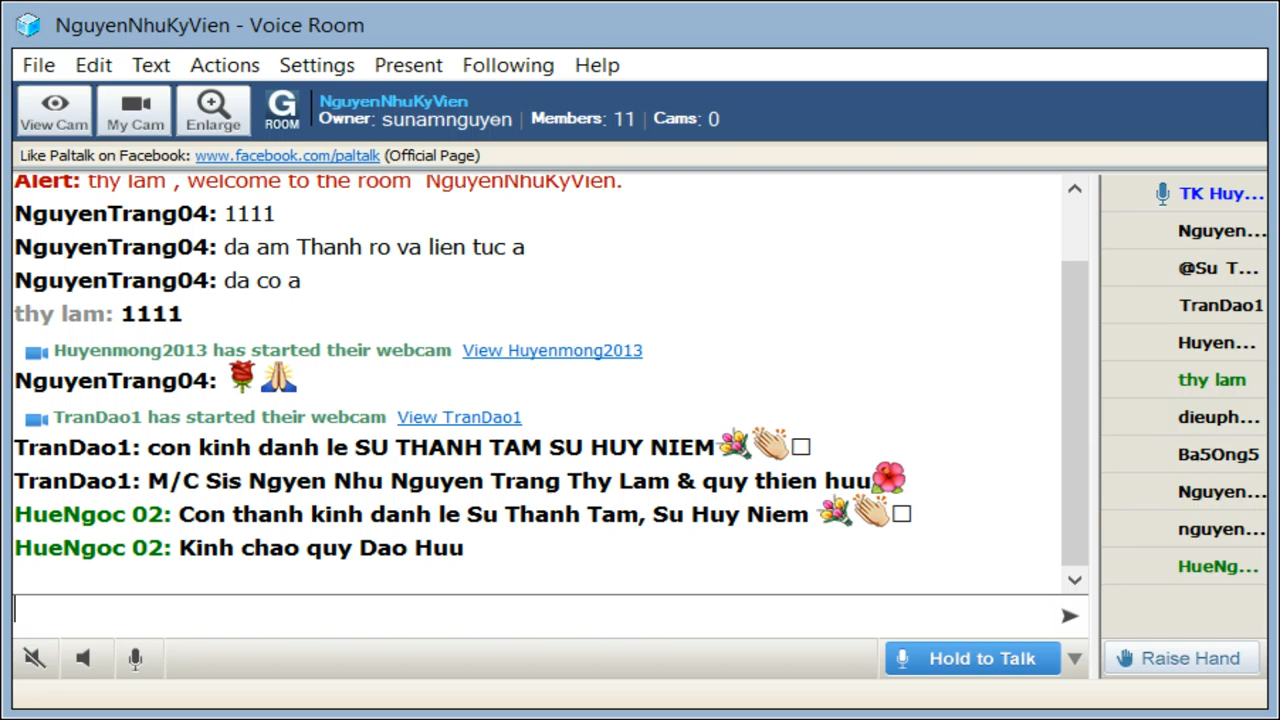 NguyenNhuKyVien - Voice Room
File Edit Text Actions Settings Present Following Help
View Cam My Cam Enlarge G ROOM
NguyenNhuKyVien
Owner: sunamnguyen | Members: 11 | Cams: 0
Like Paltalk on Facebook: www.facebook.com/paltalk (Official Page)
Alert: thy lam , welcome to the room NguyenNhuKyVien.
NguyenTrang04: 1111
NguyenTrang04: da am Thanh ro va lien tuc a
NguyenTrang04: da co a
thy lam: 1111
Huyenmong2013 has started their webcam View Huyenmong2013
NguyenTrang04: 🌹🙏
TranDao1 has started their webcam View TranDao1
TranDao1: con kinh danh le SU THANH TAM SU HUY NIEM💐👏□
TranDao1: M/C Sis Ngyen Nhu Nguyen Trang Thy Lam & quy thien huu🌺
HueNgoc 02: Con thanh kinh danh le Su Thanh Tam, Su Huy Niem 💐👏□
HueNgoc 02: Kinh chao quy Dao Huu
TK Huy...
Nguyen...
@Su T...
TranDao1
Huyen...
thy lam
dieuph...
Ba5Ong5
Nguyen...
nguyen...
HueNg...
Hold to Talk
Raise Hand